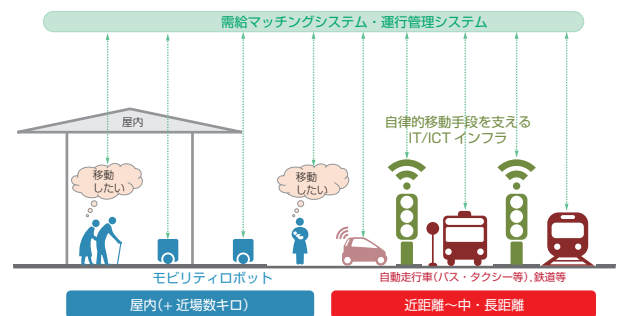 需給マッチングシステム・運行管理システム
屋内
自律的移動手段を支える
IT/ICTインフラ
移動
したい
移動
したい
モビリティロボット
自動走行車(バス・タクシー等),鉄道等
屋内(+近場数キロ)
近距離〜中・長距離